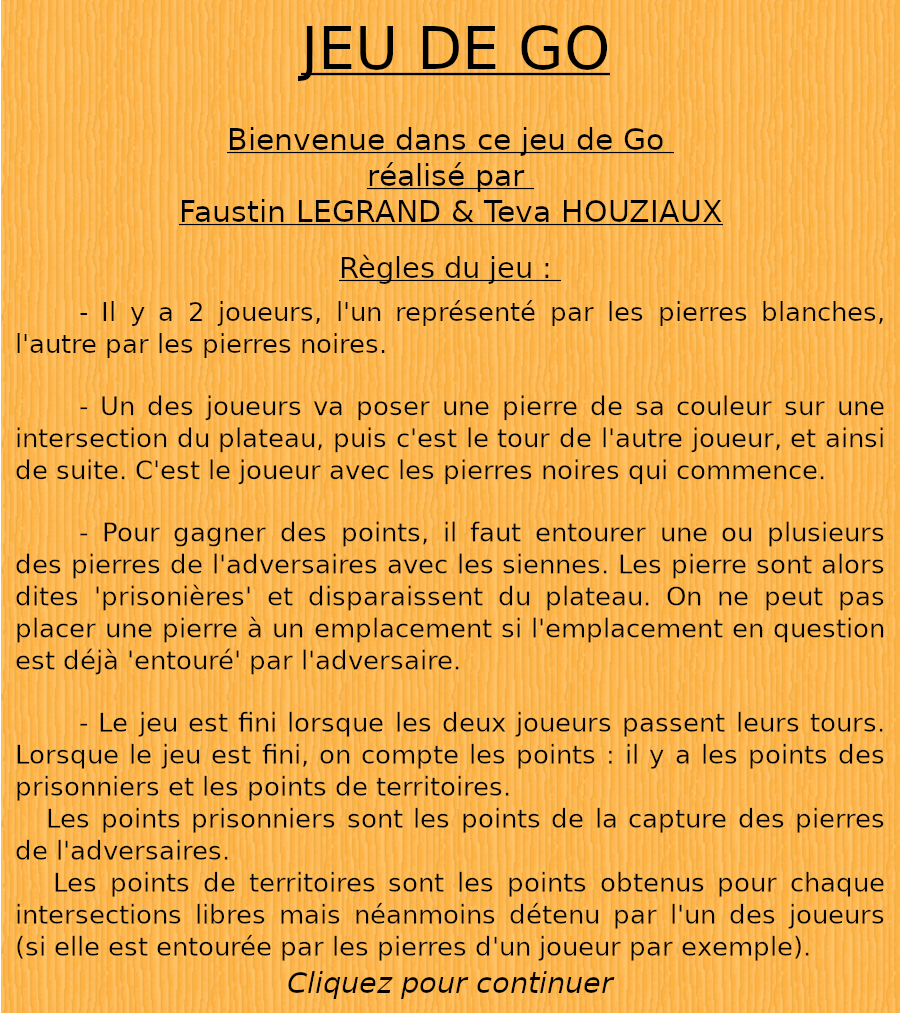 JEU DE GO
Bienvenue dans ce jeu de Go
réalisé par
Faustin LEGRAND & Teva HOUZIAUX
Règles du jeu :
- Il y a 2 joueurs, l'un représenté par les pierres blanches,
l'autre par les pierres noires.
- Un des joueurs va poser une pierre de sa couleur sur une
intersection du plateau, puis c'est le tour de l'autre joueur, et ainsi
de suite. C'est le joueur avec les pierres noires qui commence.
- Pour gagner des points, il faut entourer une ou plusieurs
des pierres de l'adversaires avec les siennes. Les pierre sont alors
dites 'prisonières' et disparaissent du plateau. On ne peut pas
placer une pierre à un emplacement si l'emplacement en question
est déjà 'entouré' par l'adversaire.
- Le jeu est fini lorsque les deux joueurs passent leurs tours.
Lorsque le jeu est fini, on compte les points : il y a les points des
prisonniers et les points de territoires.
Les points prisonniers sont les points de la capture des pierres
de l'adversaires.
Les points de territoires sont les points obtenus pour chaque
intersections libres mais néanmoins détenu par l'un des joueurs
(si elle est entourée par les pierres d'un joueur par exemple).
Cliquez pour continuer